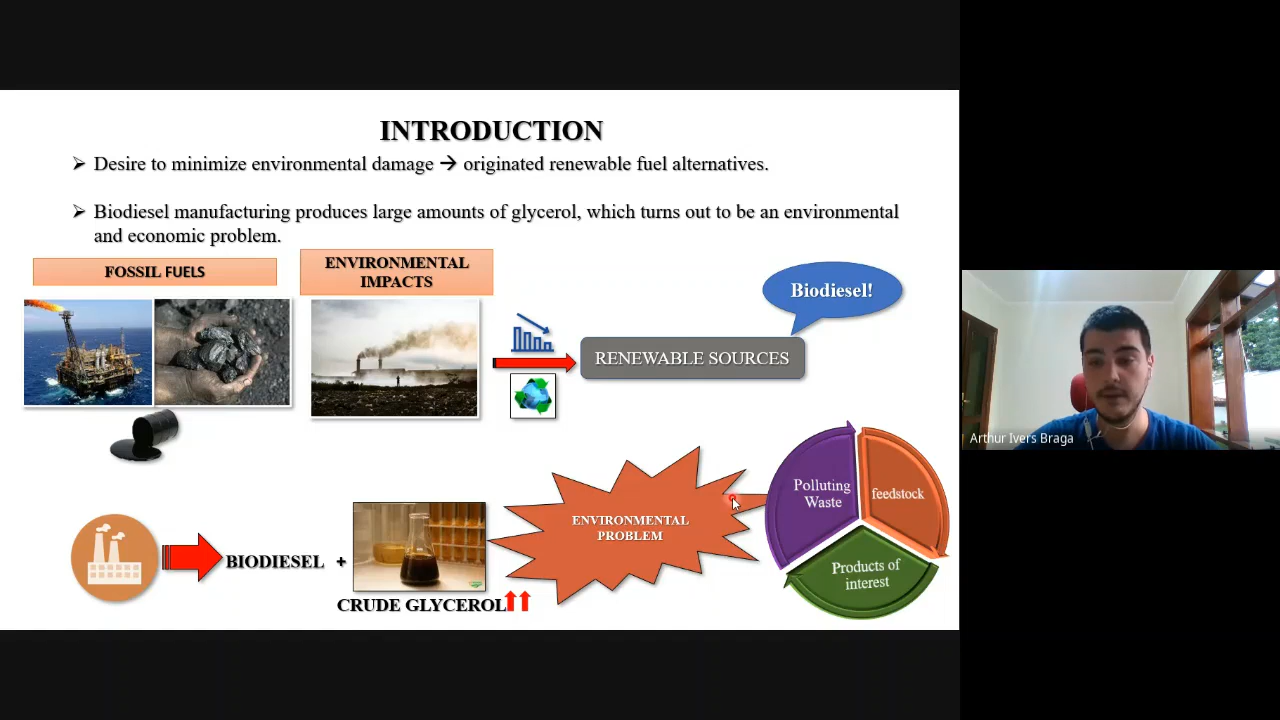 INTRODUCTION
➢ Desire to minimize environmental damage → originated renewable fuel alternatives.
➢ Biodiesel manufacturing produces large amounts of glycerol, which turns out to be an environmental
and economic problem.
FOSSIL FUELS
ENVIRONMENTAL
IMPACTS
Biodiesel!
RENEWABLE SOURCES
Arthur Ivers Braga
Polluting
Waste
feedstock
Products of
interest
ENVIRONMENTAL
PROBLEM
BIODIESEL +
CRUDE GLYCEROL